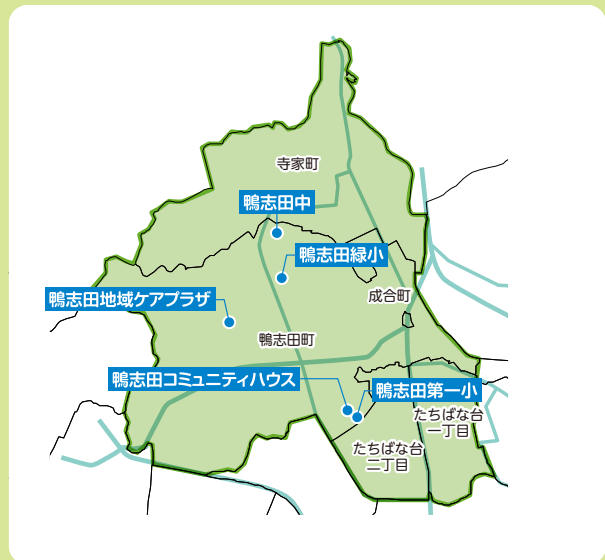 寺家町
鴨志田中
鴨志田緑小
成合町
鴨志田地域ケアプラザ
鴨志田町
鴨志田コミュニティハウス
鴨志田第一小
たちばな台
一丁目
たちばな台
二丁目